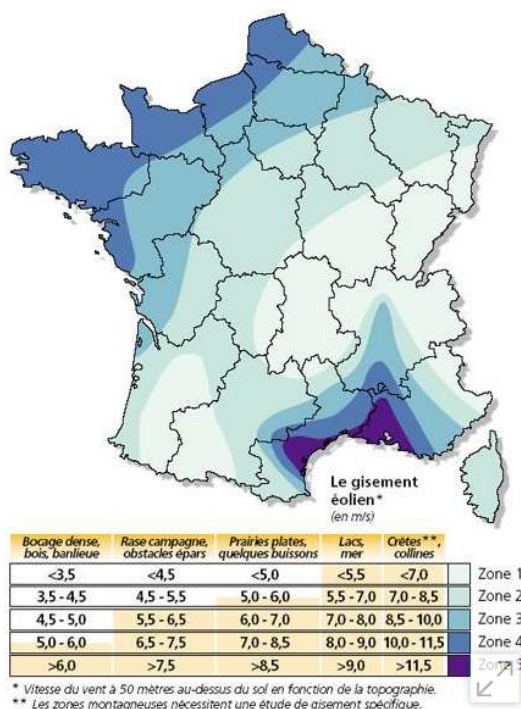 Le gisement
éolien*
(en m/s)
Bocage dense, bois, banlieue | Rase campagne, obstacles épars | Prairies plates, quelques buissons | Lacs, mer | Crêtes**, collines
<3,5 <4,5 <5,0 <5,5 <7,0 Zone 1
3,5 - 4,5 4,5 - 5,5 5,0 - 6,0 5,5 - 7,0 7,0 - 8,5 Zone 2
4,5 - 5,0 5,5 - 6,5 6,0 - 7,0 7,0 - 8,0 8,5 - 10,0 Zone 3
5,0 - 6,0 6,5 - 7,5 7,0 - 8,5 8,0 - 9,0 10,0 - 11,5 Zone 4
>6,0 >7,5 >8,5 >9,0 >11,5
* Vitesse du vent à 50 mètres au-dessus du sol en fonction de la topographie.
** Les zones montagneuses nécessitent une étude de gisement spécifique.